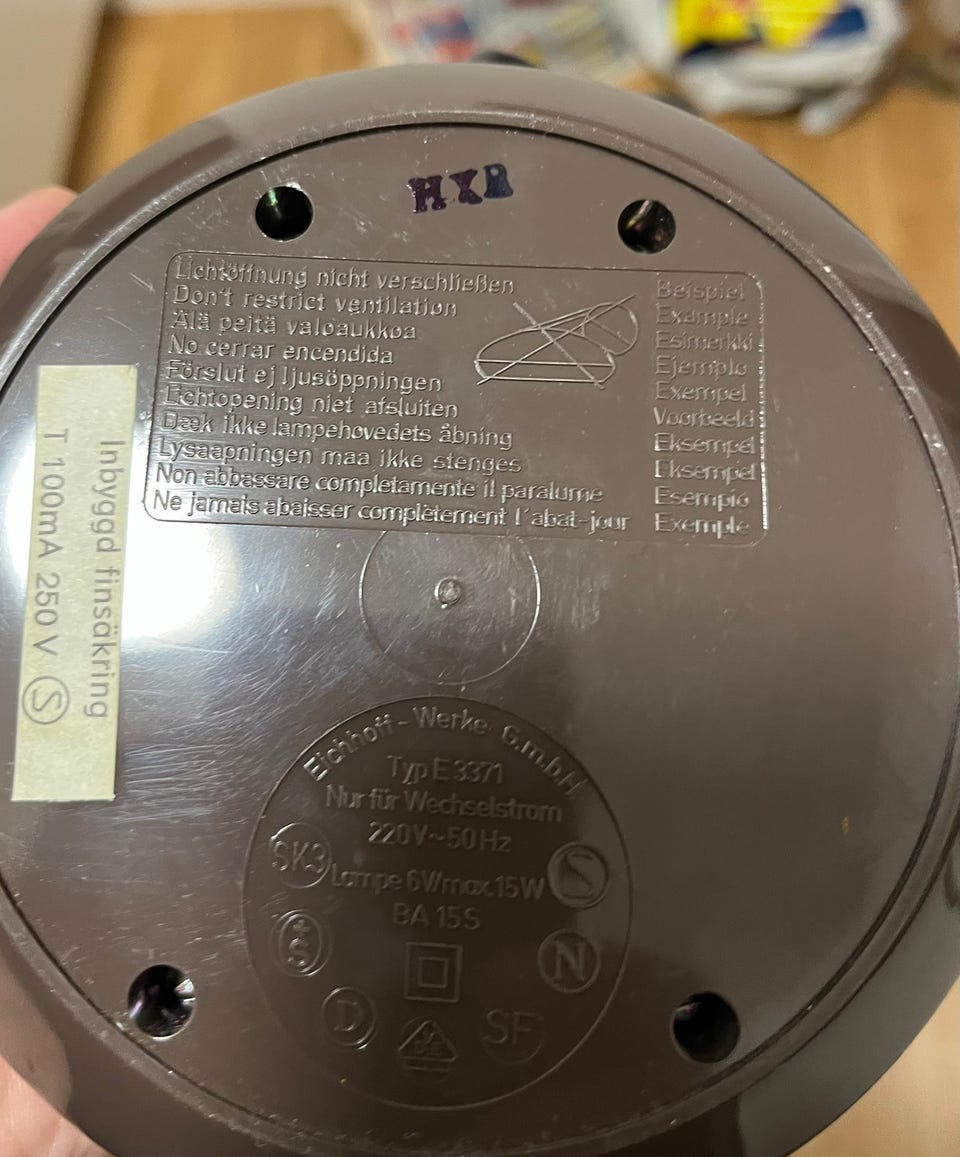 HXR
Lichtöffnung nicht verschließen Beispiel
Don't restrict ventilation Example
Älä peitä valoaukkoa Esimerkki
No cerrar encendida Ejemplo
Förslut ej ljusöppningen Exempel
Lichtopening niet afsluiten Voorbeeld
Dæk ikke lampehovedets åbning Eksempel
Lysaapningen maa ikke stenges Eksempel
Non abbassare completamente il paralume Esempio
Ne jamais abaisser complètement l'abat-jour Exemple
Inbyggd finsäkring
T 100mA 250 V S
Eichhoff-Werke G.m.b.H
Typ E 3371
Nur für Wechselstrom
220V~50Hz
SK3 Lampe 6V/max.15W S
BA 15S
+S N
D VDE SF